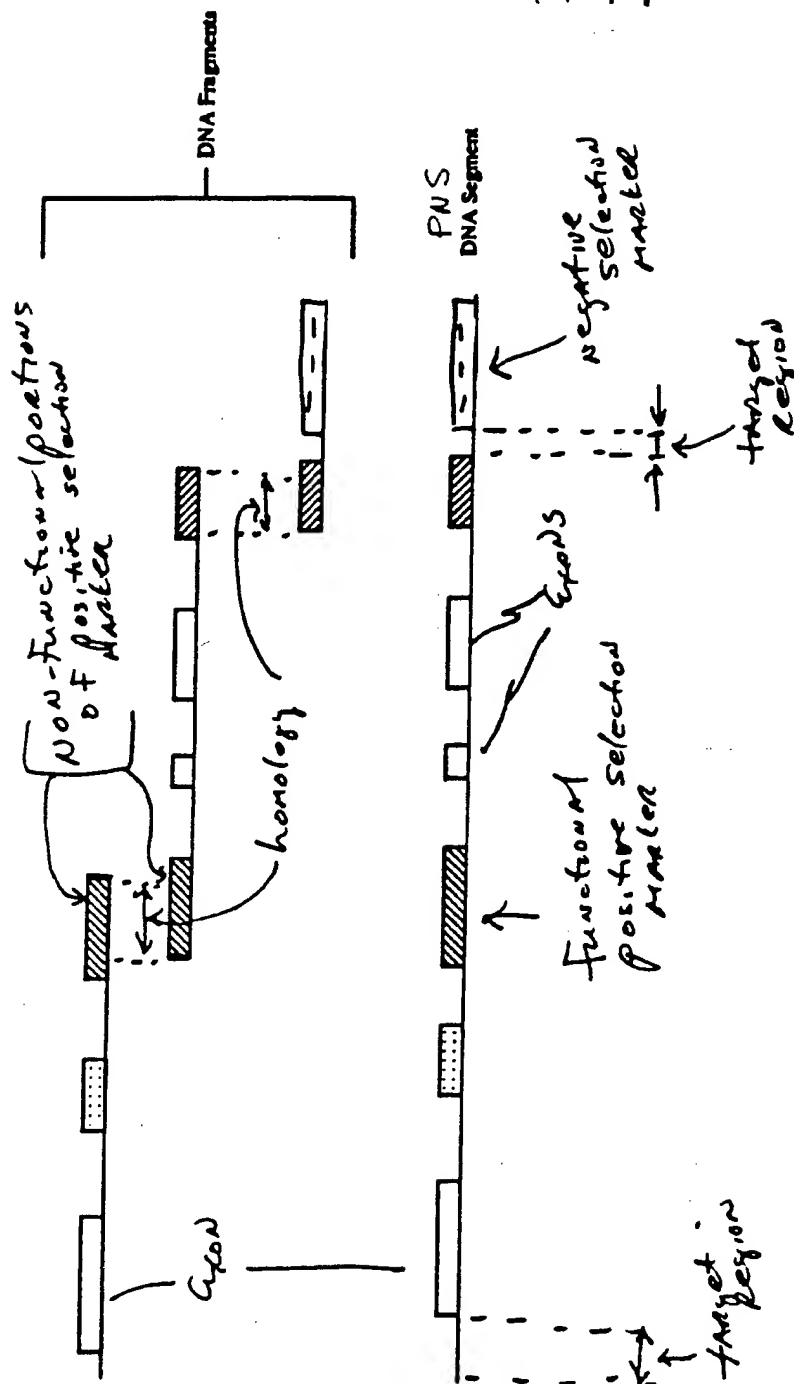 DNA Fragments
NON-functional portions
of positive selection
MARKER
homology
exon
PNS
DNA Segment
Negative
selection
MARKER
target
Region
Exons
functional
positive selection
MARKER
target
Region